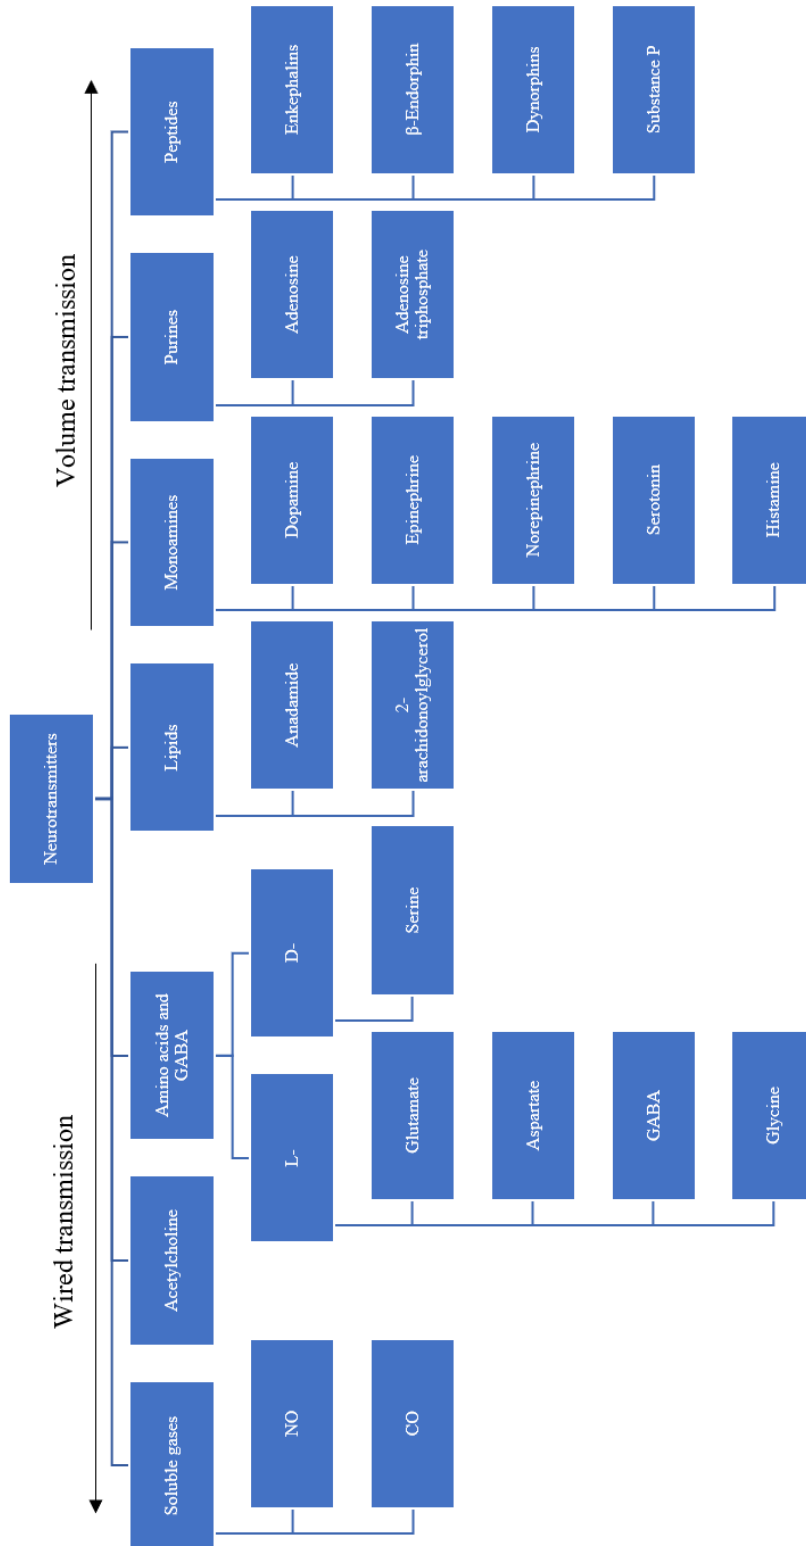 Neurotransmitters
Wired transmission
Volume transmission
Soluble gases
NO
CO
Acetylcholine
Amino acids and
GABA
L-
Glutamate
Aspartate
GABA
Glycine
D-
Serine
Lipids
Anadamide
2-
arachidonoylglycerol
Monoamines
Dopamine
Epinephrine
Norepinephrine
Serotonin
Histamine
Purines
Adenosine
Adenosine
triphosphate
Peptides
Enkephalins
β-Endorphin
Dynorphins
Substance P